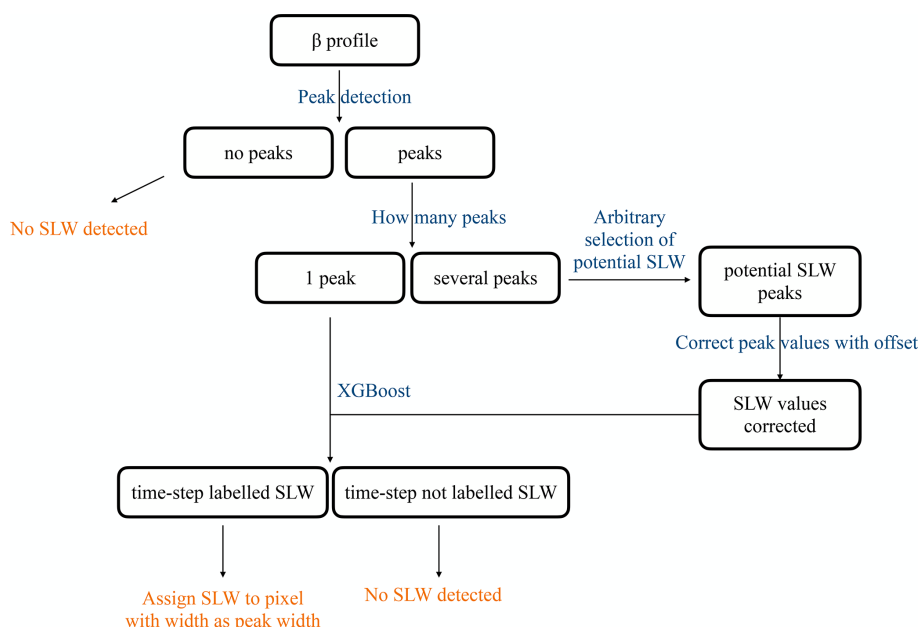 β profile
Peak detection
no peaks
peaks
No SLW detected
How many peaks
Arbitrary
selection of
potential SLW
1 peak
several peaks
potential SLW
peaks
Correct peak values with offset
XGBoost
SLW values
corrected
time-step labelled SLW
time-step not labelled SLW
Assign SLW to pixel
with width as peak width
No SLW detected